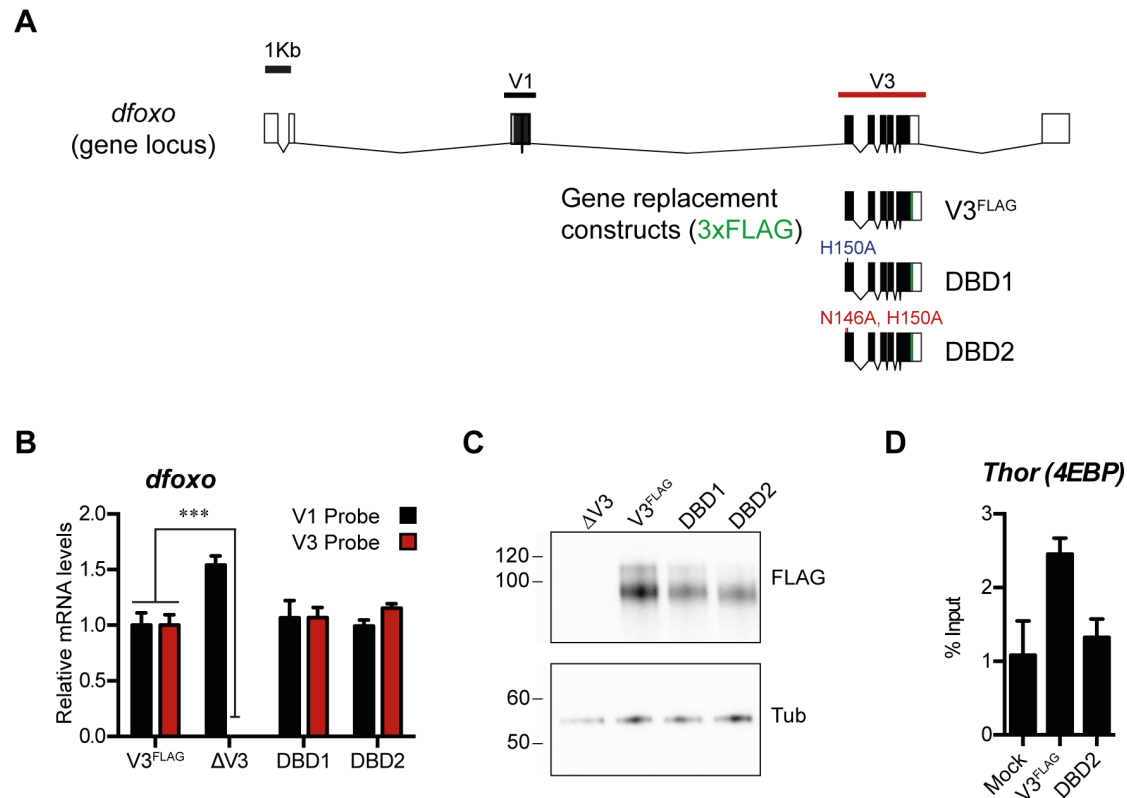 A
1Kb
V1
V3
dfoxo
(gene locus)
Gene replacement
constructs (3xFLAG)
V3FLAG
H150A
DBD1
N146A, H150A
DBD2
B
dfoxo
***
V1 Probe
V3 Probe
Relative mRNA levels
2.0
1.5
1.0
0.5
0.0
V3FLAG
ΔV3
DBD1
DBD2
C
ΔV3
V3FLAG
DBD1
DBD2
120
100
FLAG
60
50
Tub
D
Thor (4EBP)
% Input
3
2
1
0
Mock
V3FLAG
DBD2